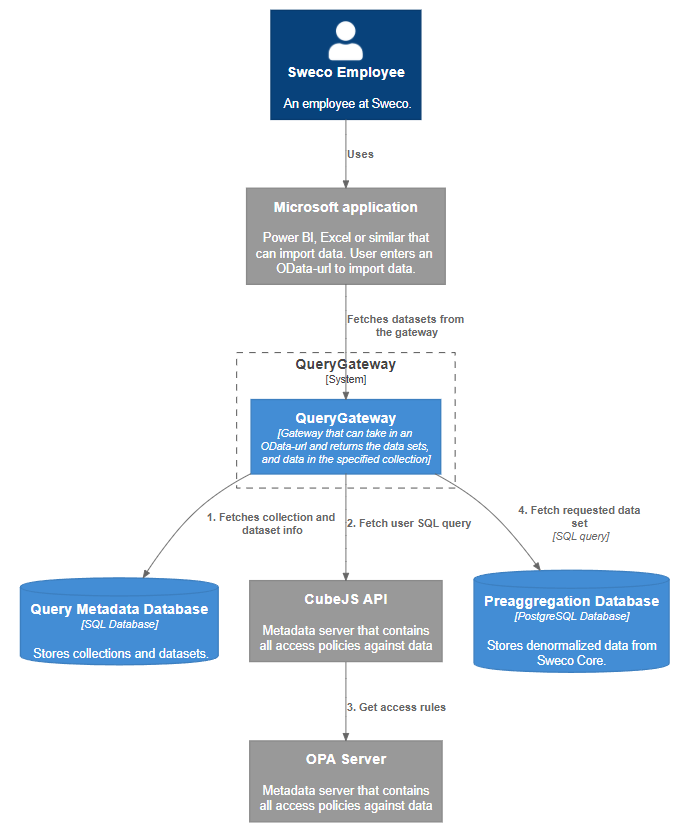 Sweco Employee
An employee at Sweco.
Uses
Microsoft application
Power BI, Excel or similar that
can import data. User enters an
OData-url to import data.
Fetches datasets from
the gateway
QueryGateway
[System]
QueryGateway
[Gateway that can take in an
OData-url and returns the data sets,
and data in the specified collection]
1. Fetches collection and
dataset info
2. Fetch user SQL query
4. Fetch requested data
set
[SQL query]
Query Metadata Database
[SQL Database]
Stores collections and datasets.
CubeJS API
Metadata server that contains
all access policies against data
Preaggregation Database
[PostgreSQL Database]
Stores denormalized data from
Sweco Core.
3. Get access rules
OPA Server
Metadata server that contains
all access policies against data